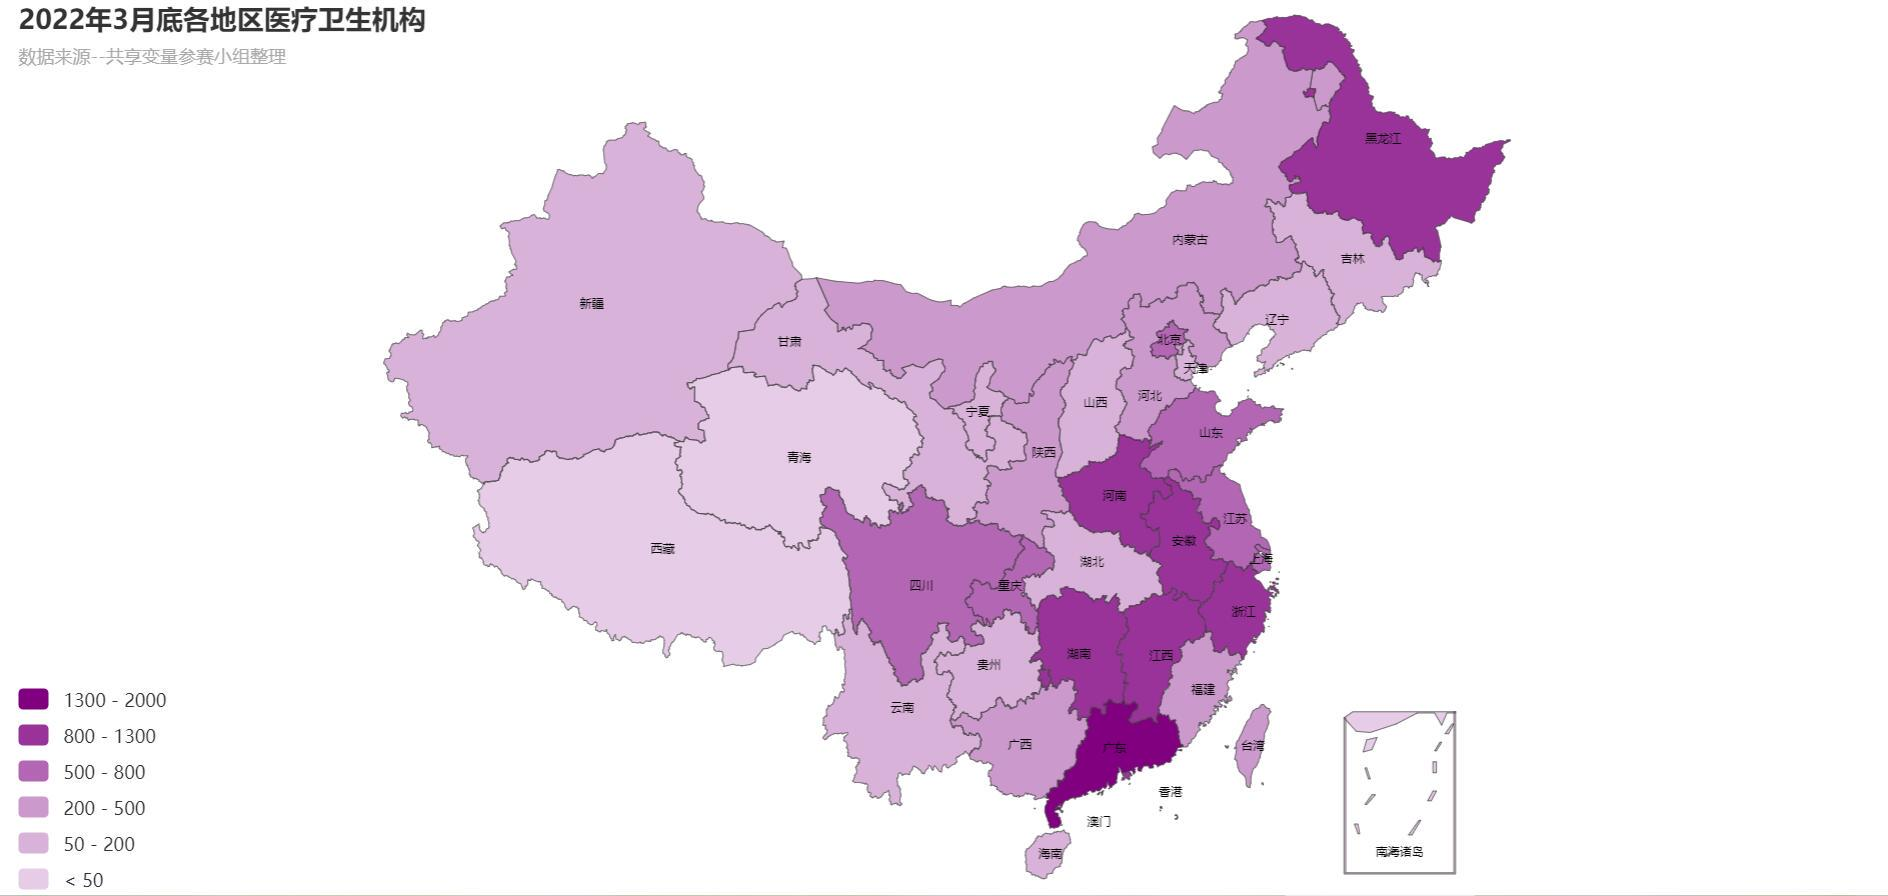 2022年3月底各地区医疗卫生机构
数据来源--共享变量参赛小组整理
黑龙江
内蒙古
吉林
新疆
辽宁
甘肃
北京
天津
河北
山西
宁夏
山东
陕西
青海
河南
江苏
安徽
西藏
上海
湖北
四川
重庆
浙江
湖南
江西
贵州
福建
云南
广西
台湾
广东
香港
澳门
海南
南海诸岛
1300 - 2000
800 - 1300
500 - 800
200 - 500
50 - 200
< 50